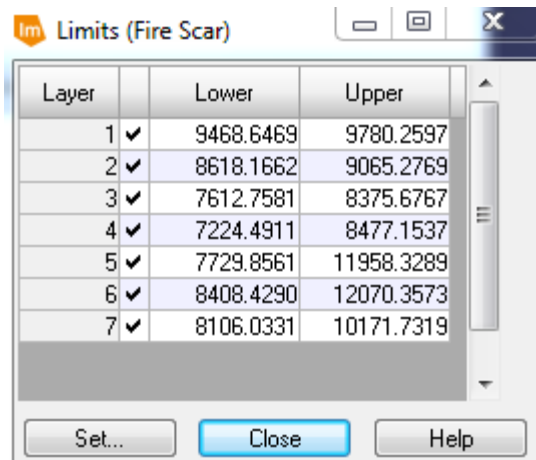 Im Limits (Fire Scar)
Layer Lower Upper
1 ✔ 9468.6469 9780.2597
2 ✔ 8618.1662 9065.2769
3 ✔ 7612.7581 8375.6767
4 ✔ 7224.4911 8477.1537
5 ✔ 7729.8561 11958.3289
6 ✔ 8408.4290 12070.3573
7 ✔ 8106.0331 10171.7319
Set... Close Help